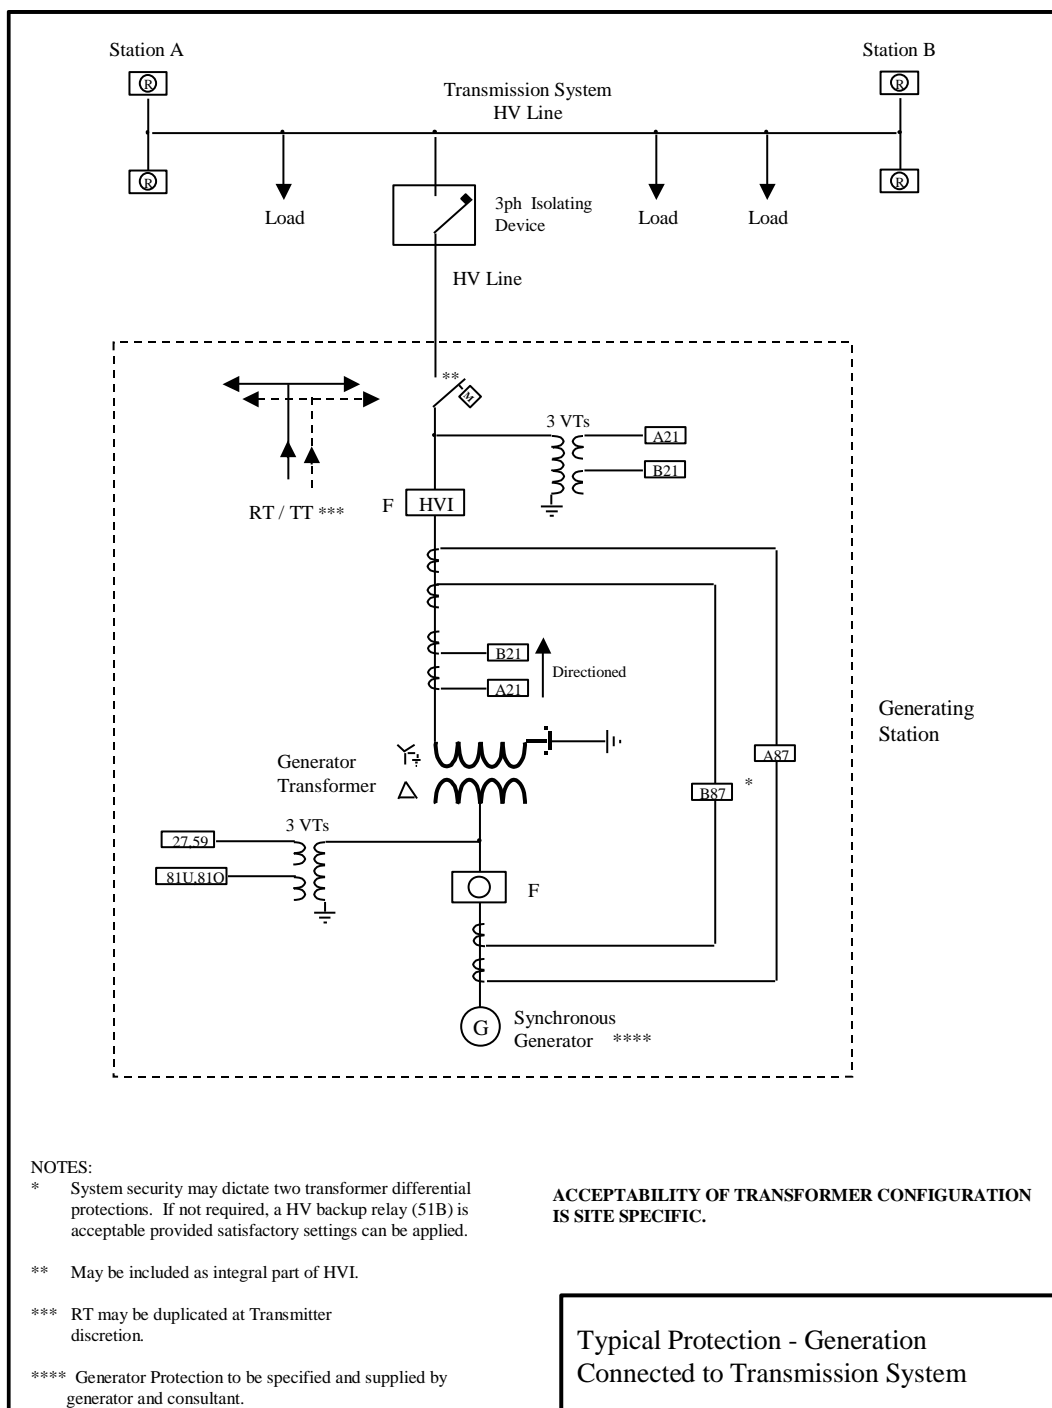 Station A
Station B
R
R
Transmission System
HV Line
R
R
Load
3ph Isolating
Device
Load
Load
HV Line
**
M
3 VTs
A21
B21
RT / TT ***
F
HVI
B21
A21
Directioned
Generating
Station
A87
B87
*
Generator
Transformer
3 VTs
27,59
81U.81O
F
G
Synchronous
Generator ****
NOTES:
* System security may dictate two transformer differential
protections. If not required, a HV backup relay (51B) is
acceptable provided satisfactory settings can be applied.
** May be included as integral part of HVI.
*** RT may be duplicated at Transmitter
discretion.
**** Generator Protection to be specified and supplied by
generator and consultant.
ACCEPTABILITY OF TRANSFORMER CONFIGURATION
IS SITE SPECIFIC.
Typical Protection - Generation
Connected to Transmission System